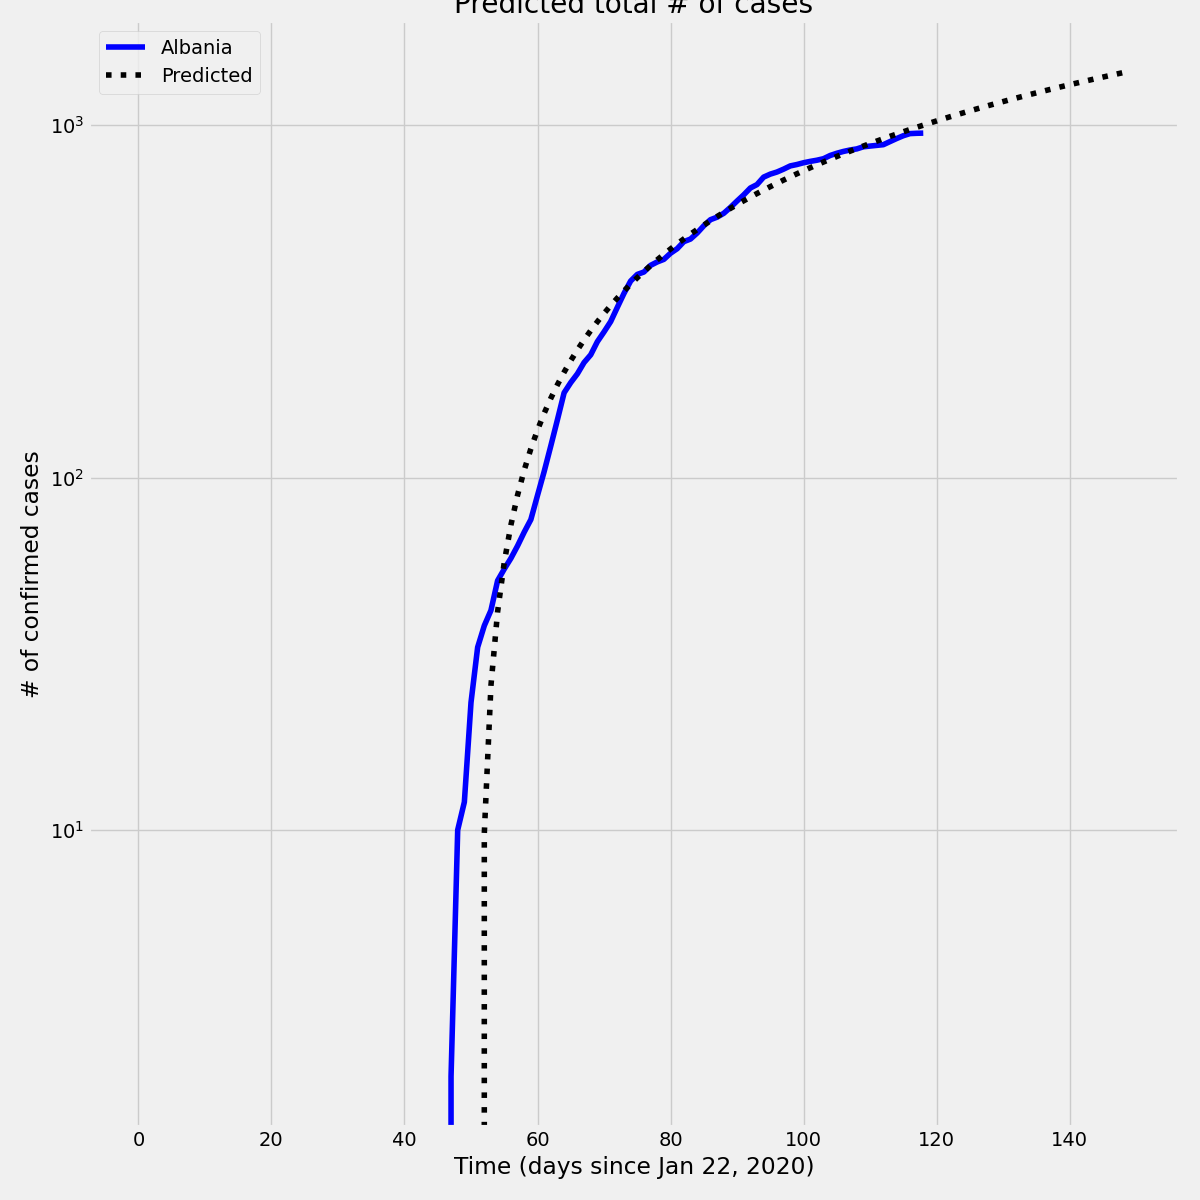 Predicted total # of cases
Albania
Predicted
10³
10²
10¹
# of confirmed cases
0 20 40 60 80 100 120 140
Time (days since Jan 22, 2020)